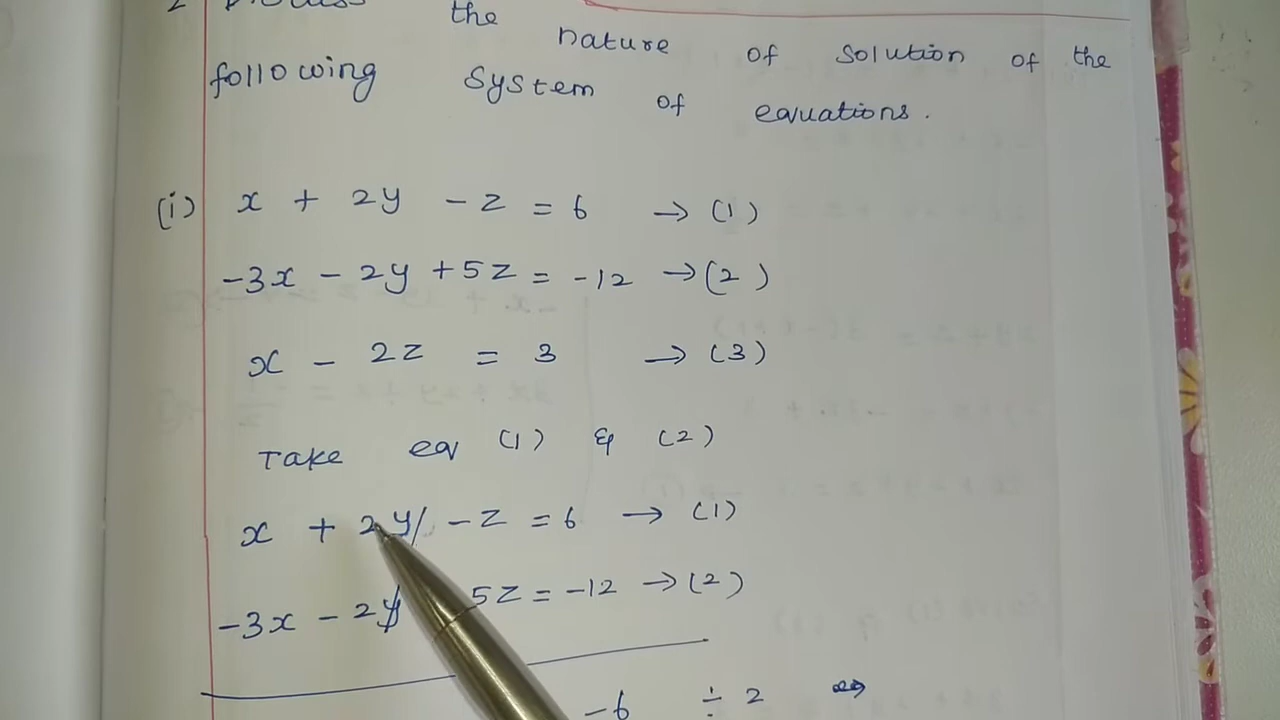 the nature of solution of the
following system of equations.
(i) x + 2y - z = 6 → (1)
-3x - 2y + 5z = -12 → (2)
x - 2z = 3 → (3)
Take eq (1) & (2)
x + 2y - z = 6 → (1)
-3x - 2y 5z = -12 → (2)
-6 ÷ 2 ⇒